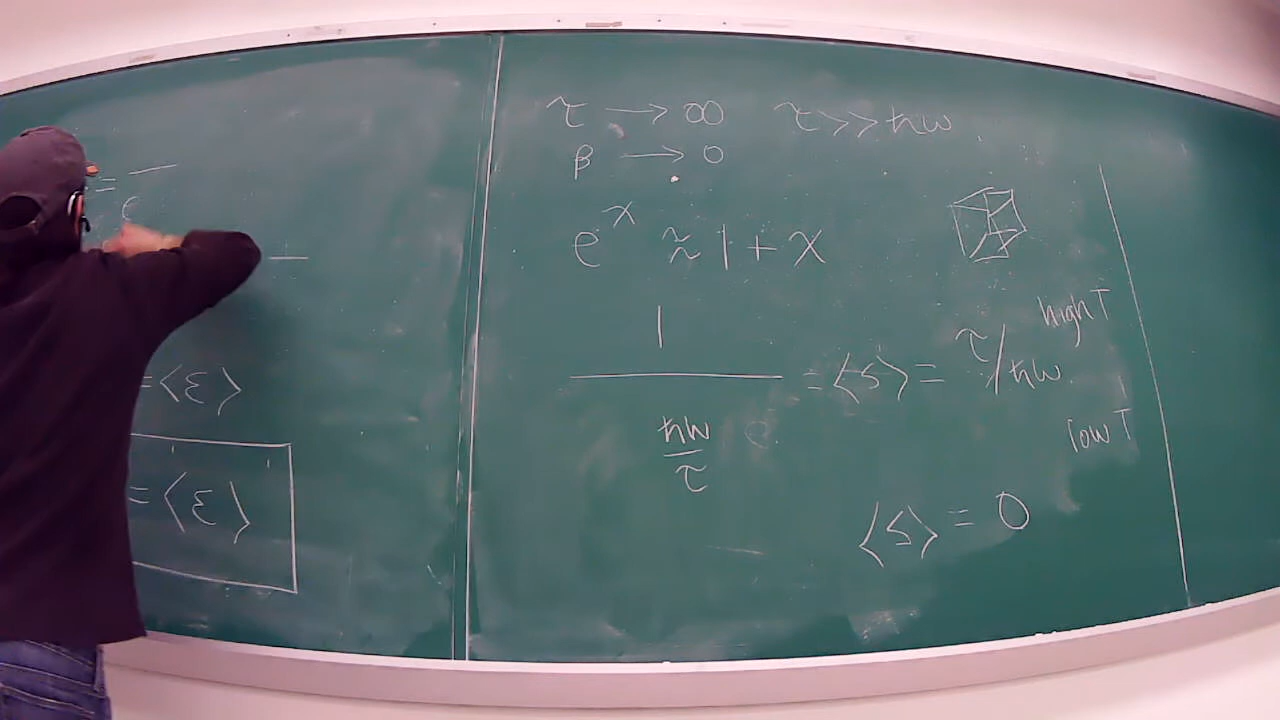 =
= ⟨ε⟩
= ⟨ε⟩
τ → ∞ τ >> ħω
β → 0
e^x ≈ 1 + x
1 / (ħω/τ) = ⟨s⟩ = τ/ħω high T
low T
⟨s⟩ = 0